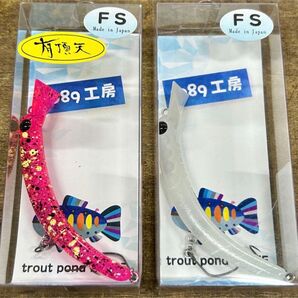 FS
Made in Japan
有頂天
89工房
trout pond
FS
Made in Japan
89工房
trout pond